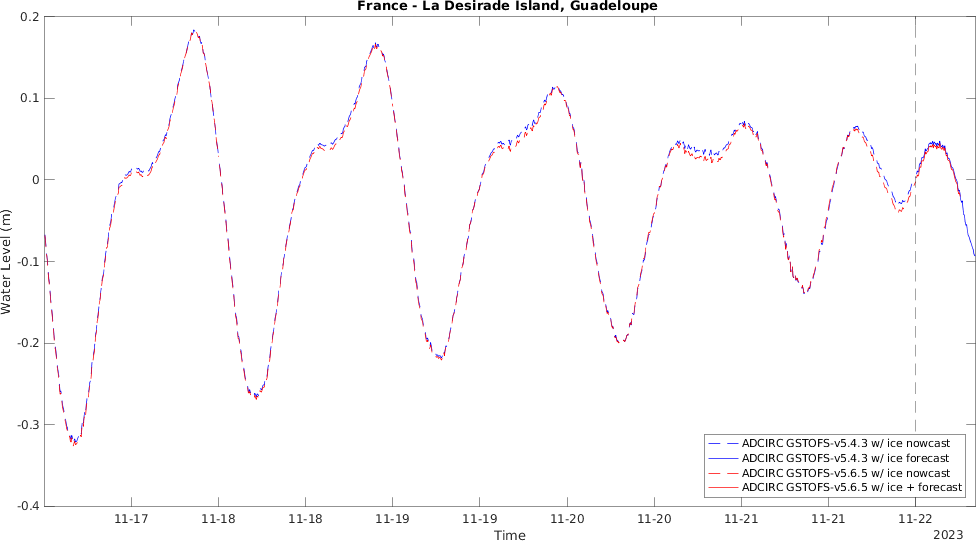 France - La Desirade Island, Guadeloupe
0.2
0.1
0
-0.1
-0.2
-0.3
-0.4
Water Level (m)
ADCIRC GSTOFS-v5.4.3 w/ ice nowcast
ADCIRC GSTOFS-v5.4.3 w/ ice forecast
ADCIRC GSTOFS-v5.6.5 w/ ice nowcast
ADCIRC GSTOFS-v5.6.5 w/ ice + forecast
11-17 11-18 11-18 11-19 11-19 11-20 11-20 11-21 11-21 11-22
Time
2023